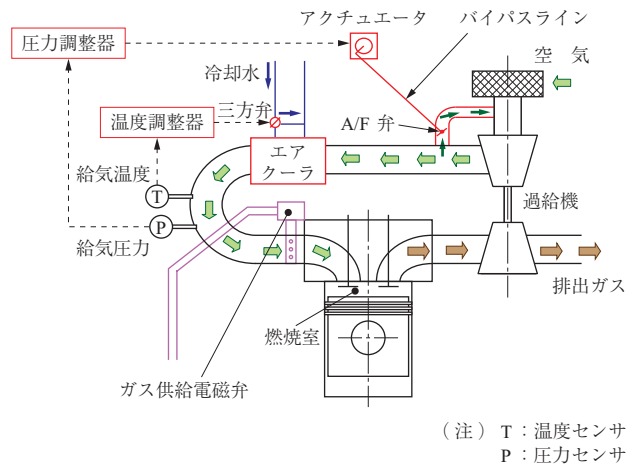 アクチュエータ
バイパスライン
圧力調整器
空 気
冷却水
三方弁
A/F 弁
温度調整器
エア
クーラ
給気温度
T
過給機
P
給気圧力
排出ガス
燃焼室
ガス供給電磁弁
(注) T:温度センサ
P:圧力センサ